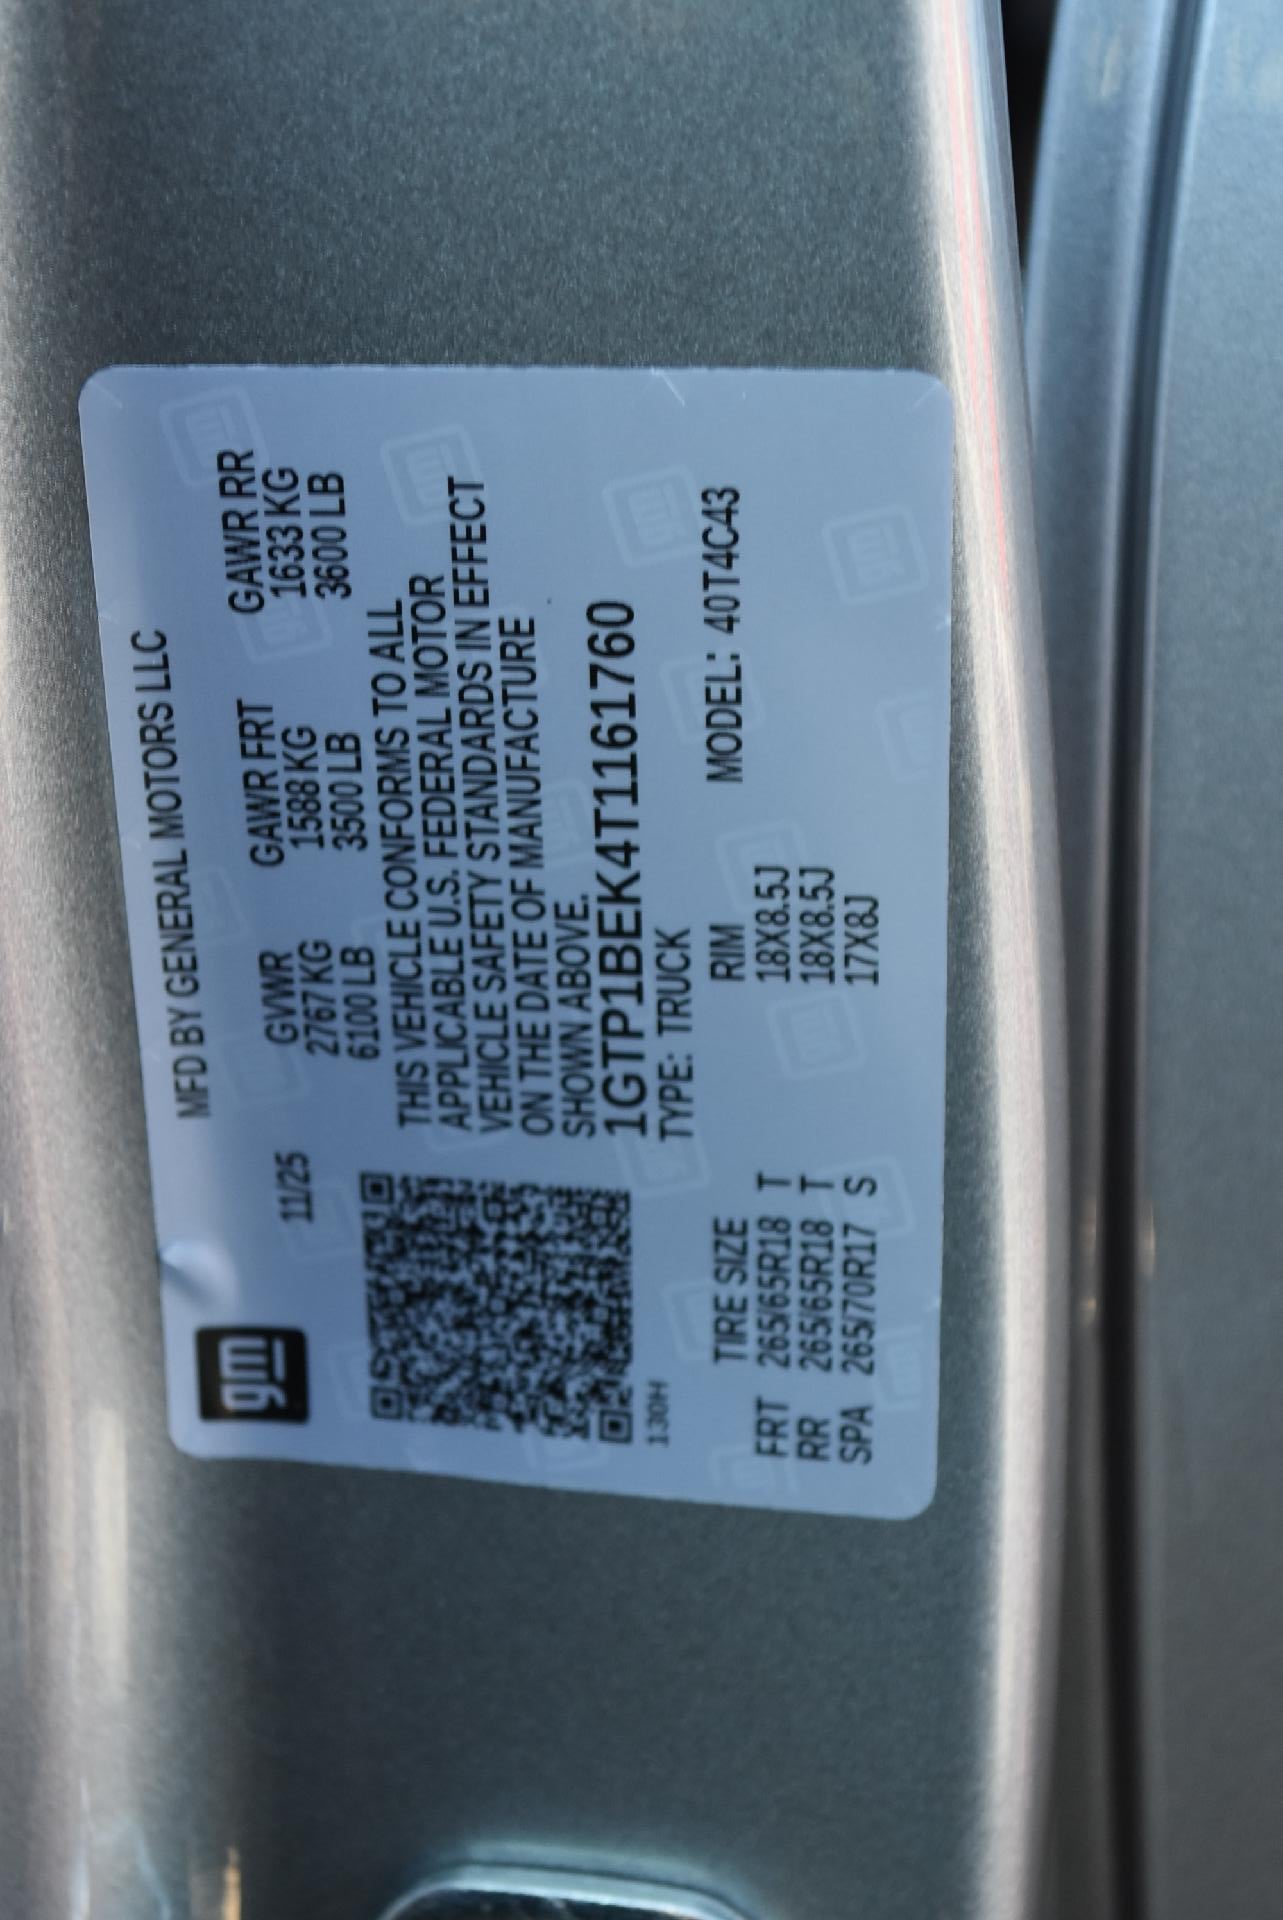 MFD BY GENERAL MOTORS LLC
gm
11/25 GVWR GAWR FRT GAWR RR
2767 KG 1588 KG 1633 KG
6100 LB 3500 LB 3600 LB
THIS VEHICLE CONFORMS TO ALL
APPLICABLE U.S. FEDERAL MOTOR
VEHICLE SAFETY STANDARDS IN EFFECT
ON THE DATE OF MANUFACTURE
SHOWN ABOVE.
1GTP1BEK4T1161760
TYPE: TRUCK
130H
TIRE SIZE RIM MODEL: 40T4C43
FRT 265/65R18 T 18X8.5J
RR 265/65R18 T 18X8.5J
SPA 265/70R17 S 17X8J